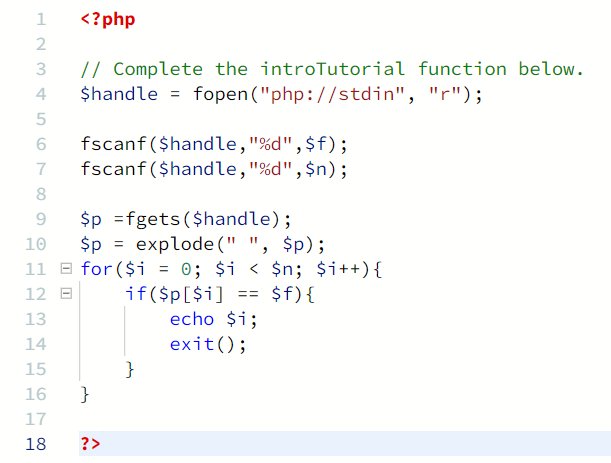 1 <?php
2
3 // Complete the introTutorial function below.
4 $handle = fopen("php://stdin", "r");
5
6 fscanf($handle,"%d",$f);
7 fscanf($handle,"%d",$n);
8
9 $p =fgets($handle);
10 $p = explode(" ", $p);
11 for($i = 0; $i < $n; $i++){
12     if($p[$i] == $f){
13         echo $i;
14         exit();
15     }
16 }
17
18 ?>